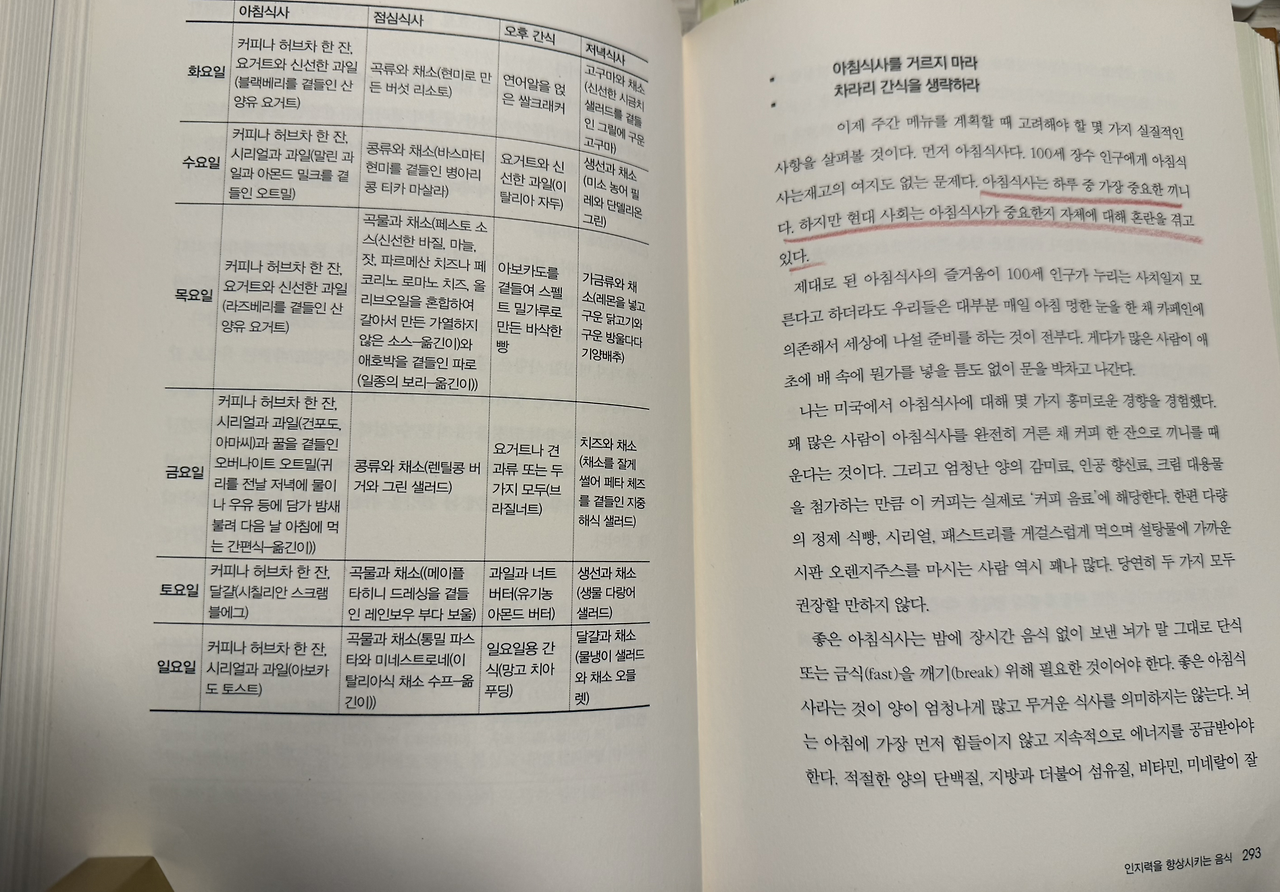 아침식사 점심식사 오후 간식 저녁식사
화요일
커피나 허브차 한 잔,
요거트와 신선한 과일
(블랙베리를 곁들인 산
양유 요거트)
곡류와 채소(현미로 만
든 버섯 리소토)
연어알을 얹
은 쌀크래커
고구마와 채소
(신선한 시금치
샐러드를 곁들
인 그릴에 구운
고구마)
수요일
커피나 허브차 한 잔,
시리얼과 과일(말린 과
일과 아몬드 밀크를 곁
들인 오트밀)
콩류와 채소(바스마티
현미를 곁들인 병아리
콩 티카 마살라)
요거트와 신
선한 과일(이
탈리아 자두)
생선과 채소
(미소 농어 필
레와 단델리온
그린)
목요일
커피나 허브차 한 잔,
요거트와 신선한 과일
(라즈베리를 곁들인 산
양유 요거트)
곡물과 채소(페스토 소
스(신선한 바질, 마늘,
잣, 파르메산 치즈나 페
코리노 로마노 치즈, 올
리브오일을 혼합하여
갈아서 만든 가열하지
않은 소스–옮긴이)와
애호박을 곁들인 파로
(일종의 보리–옮긴이))
아보카도를
곁들여 스펠
트 밀가루로
만든 바삭한
빵
가금류와 채
소(레몬을 넣고
구운 닭고기와
구운 방울다다
기양배추)
금요일
커피나 허브차 한 잔,
시리얼과 과일(건포도,
아마씨)과 꿀을 곁들인
오버나이트 오트밀(귀
리를 전날 저녁에 물이
나 우유 등에 담가 밤새
불려 다음 날 아침에 먹
는 간편식–옮긴이))
콩류와 채소(렌틸콩 버
거와 그린 샐러드)
요거트나 견
과류 또는 두
가지 모두(브
라질너트)
치즈와 채소
(채소를 잘게
썰어 페타 치즈
를 곁들인 지중
해식 샐러드)
토요일
커피나 허브차 한 잔,
달걀(시칠리안 스크램
블에그)
곡물과 채소((메이플
타히니 드레싱을 곁들
인 레인보우 부다 보울)
과일과 너트
버터(유기농
아몬드 버터)
생선과 채소
(생물 다랑어
샐러드)
일요일
커피나 허브차 한 잔,
시리얼과 과일(아보카
도 토스트)
곡물과 채소(통밀 파스
타와 미네스트로네(이
탈리아식 채소 수프–옮
긴이))
일요일용 간
식(망고 치아
푸딩)
달걀과 채소
(물냉이 샐러드
와 채소 오믈
렛)
아침식사를 거르지 마라
차라리 간식을 생략하라
이제 주간 메뉴를 계획할 때 고려해야 할 몇 가지 실질적인
사항을 살펴볼 것이다. 먼저 아침식사다. 100세 장수 인구에게 아침식
사는재고의 여지도 없는 문제다. 아침식사는 하루 중 가장 중요한 끼니
다. 하지만 현대 사회는 아침식사가 중요한지 자체에 대해 혼란을 겪고
있다.
제대로 된 아침식사의 즐거움이 100세 인구가 누리는 사치일지 모
른다고 하더라도 우리들은 대부분 매일 아침 멍한 눈을 한 채 카페인에
의존해서 세상에 나설 준비를 하는 것이 전부다. 게다가 많은 사람이 애
초에 배 속에 뭔가를 넣을 틈도 없이 문을 박차고 나간다.
나는 미국에서 아침식사에 대해 몇 가지 흥미로운 경향을 경험했다.
꽤 많은 사람이 아침식사를 완전히 거른 채 커피 한 잔으로 끼니를 때
운다는 것이다. 그리고 엄청난 양의 감미료, 인공 향신료, 크림 대용물
을 첨가하는 만큼 이 커피는 실제로 ‘커피 음료’에 해당한다. 한편 다량
의 정제 식빵, 시리얼, 패스트리를 게걸스럽게 먹으며 설탕물에 가까운
시판 오렌지주스를 마시는 사람 역시 꽤나 많다. 당연히 두 가지 모두
권장할 만하지 않다.
좋은 아침식사는 밤에 장시간 음식 없이 보낸 뇌가 말 그대로 단식
또는 금식(fast)을 깨기(break) 위해 필요한 것이어야 한다. 좋은 아침식
사라는 것이 양이 엄청나게 많고 무거운 식사를 의미하지는 않는다. 뇌
는 아침에 가장 먼저 힘들이지 않고 지속적으로 에너지를 공급받아야
한다. 적절한 양의 단백질, 지방과 더불어 섬유질, 비타민, 미네랄이 잘
인지력을 향상시키는 음식 293